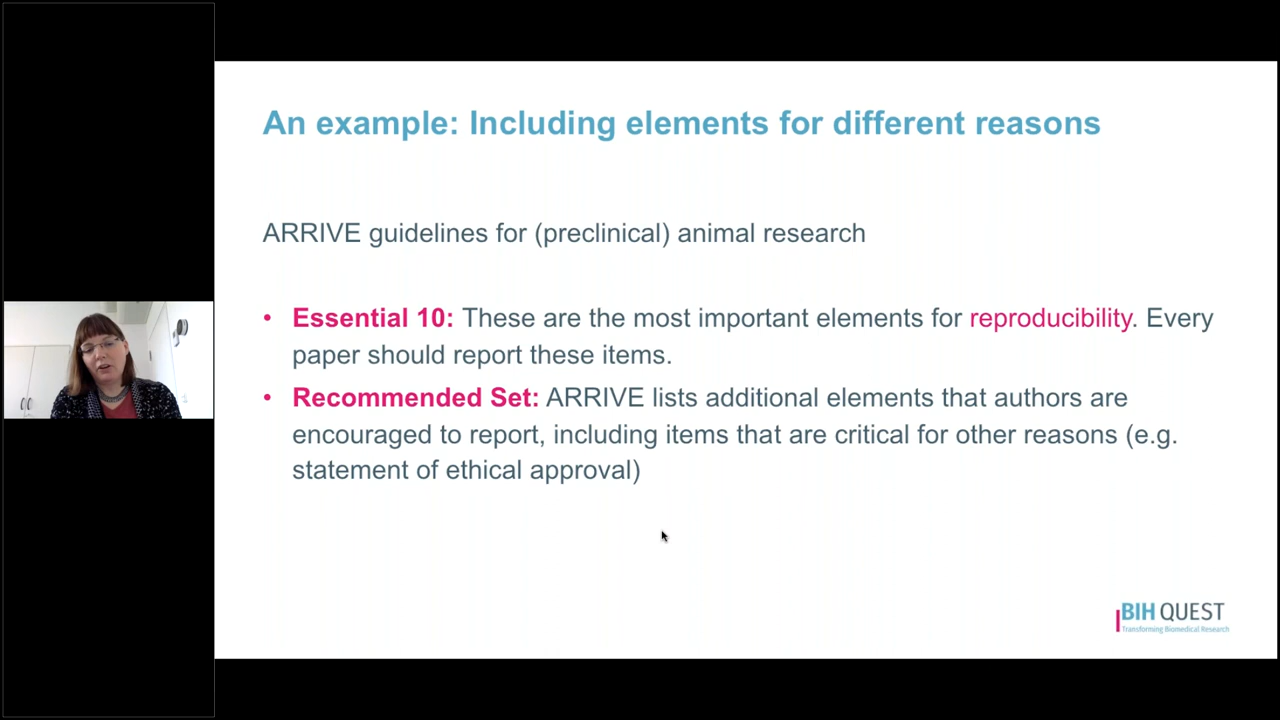 An example: Including elements for different reasons
ARRIVE guidelines for (preclinical) animal research
• Essential 10: These are the most important elements for reproducibility. Every
paper should report these items.
• Recommended Set: ARRIVE lists additional elements that authors are
encouraged to report, including items that are critical for other reasons (e.g.
statement of ethical approval)
BIH QUEST
Transforming Biomedical Research